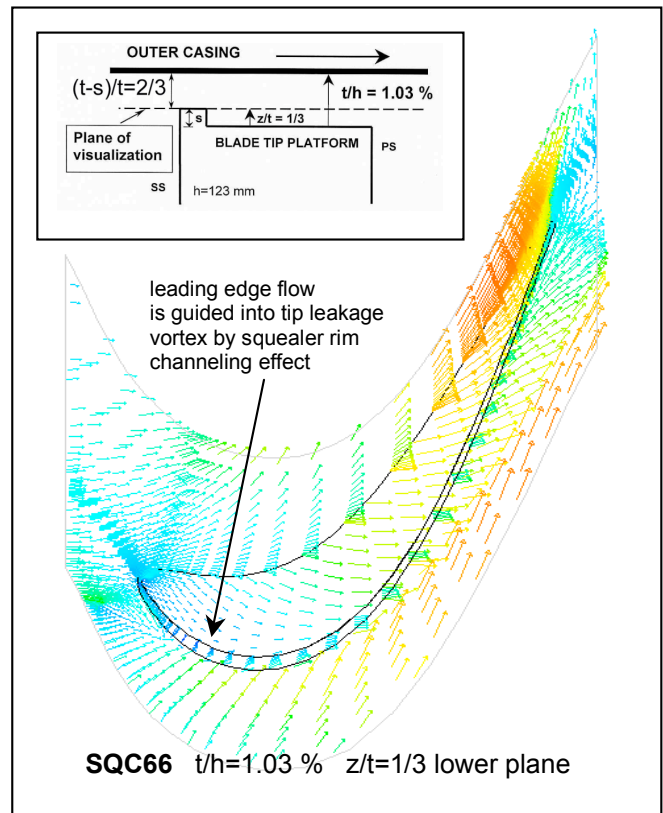 OUTER CASING
(t-s)/t=2/3
t/h = 1.03 %
s
z/t = 1/3
Plane of
visualization
BLADE TIP PLATFORM
PS
SS
h=123 mm
leading edge flow
is guided into tip leakage
vortex by squealer rim
channeling effect
SQC66 t/h=1.03 % z/t=1/3 lower plane